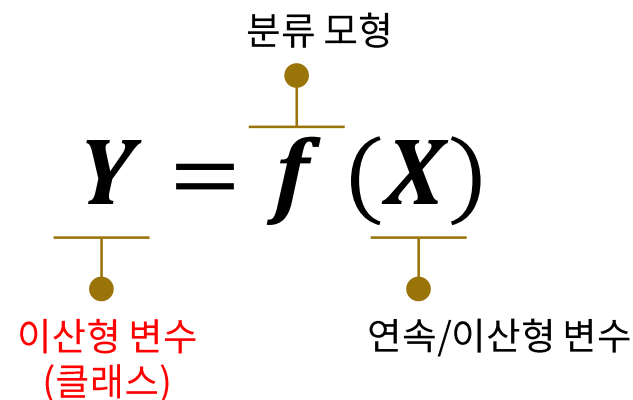 분류 모형
Y = f (X)
이산형 변수
(클래스)
연속/이산형 변수